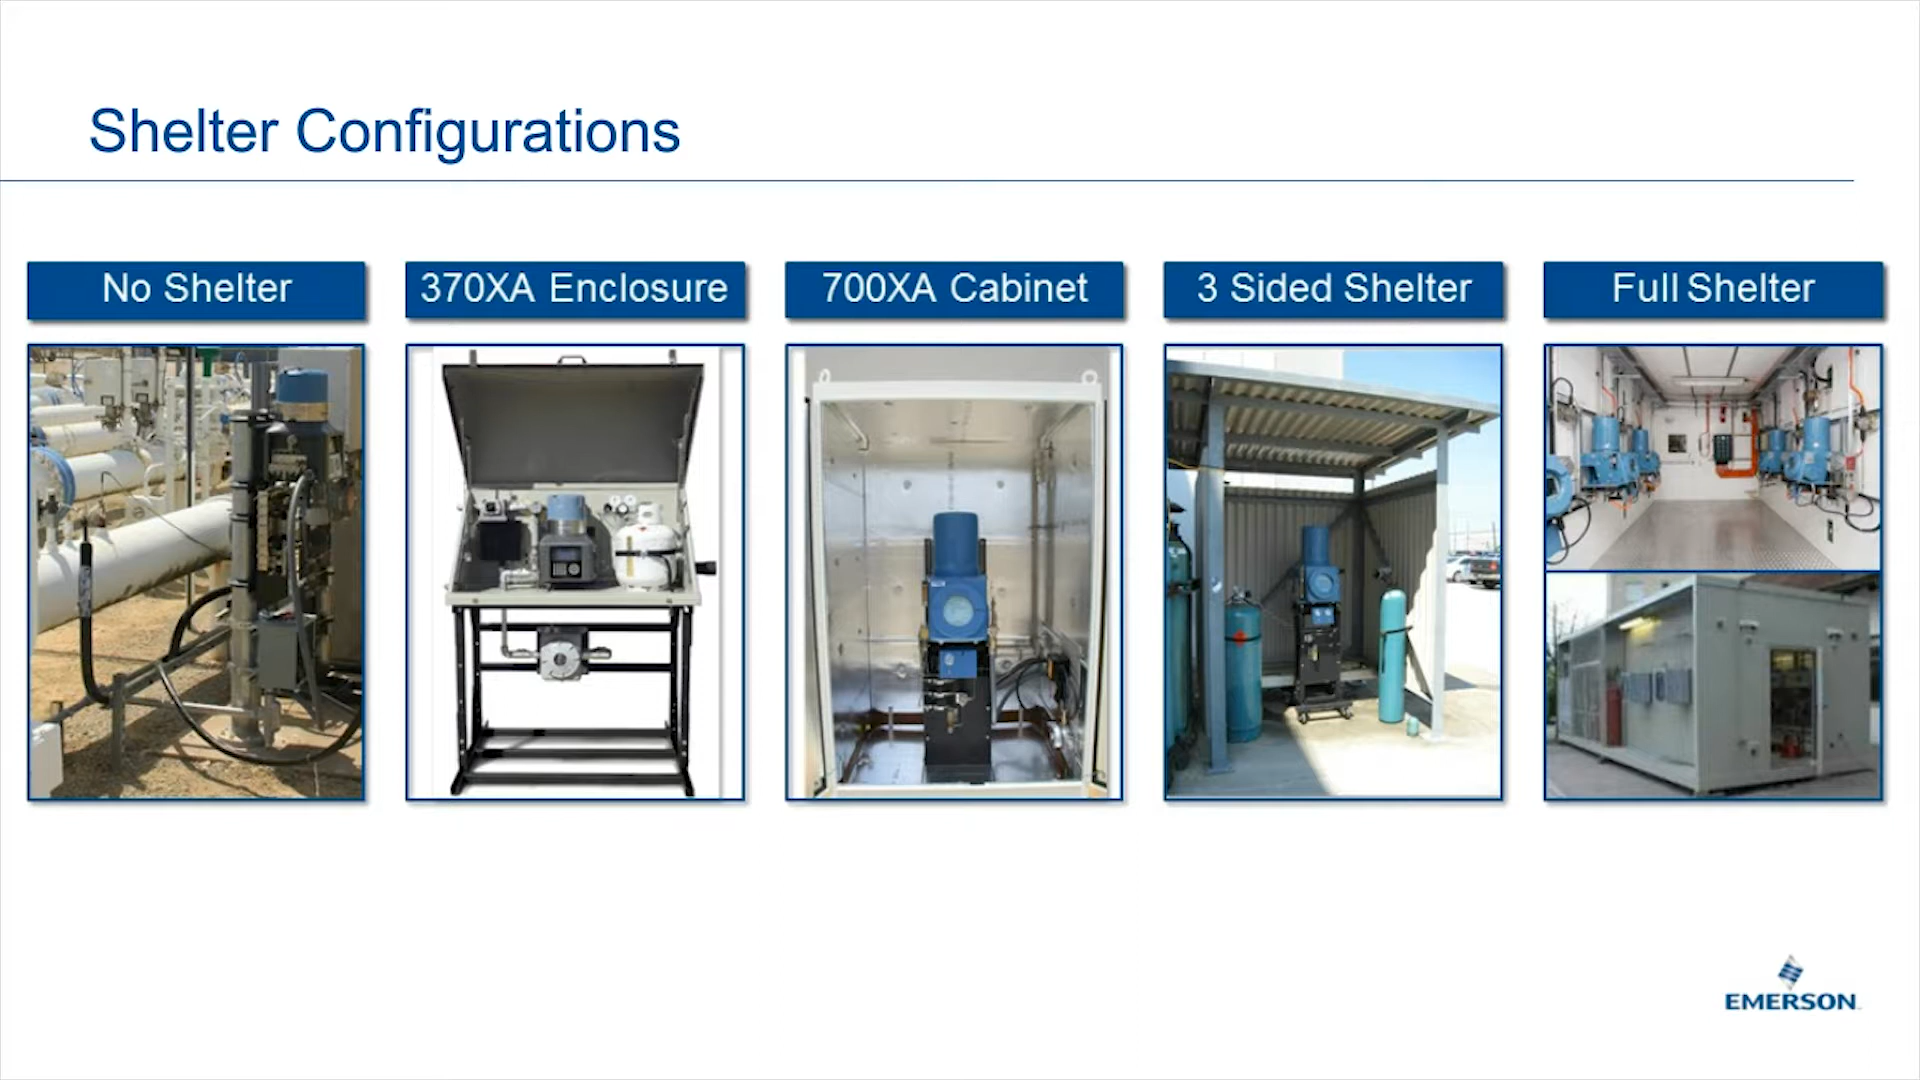 Shelter Configurations
No Shelter
370XA Enclosure
700XA Cabinet
3 Sided Shelter
Full Shelter
EMERSON